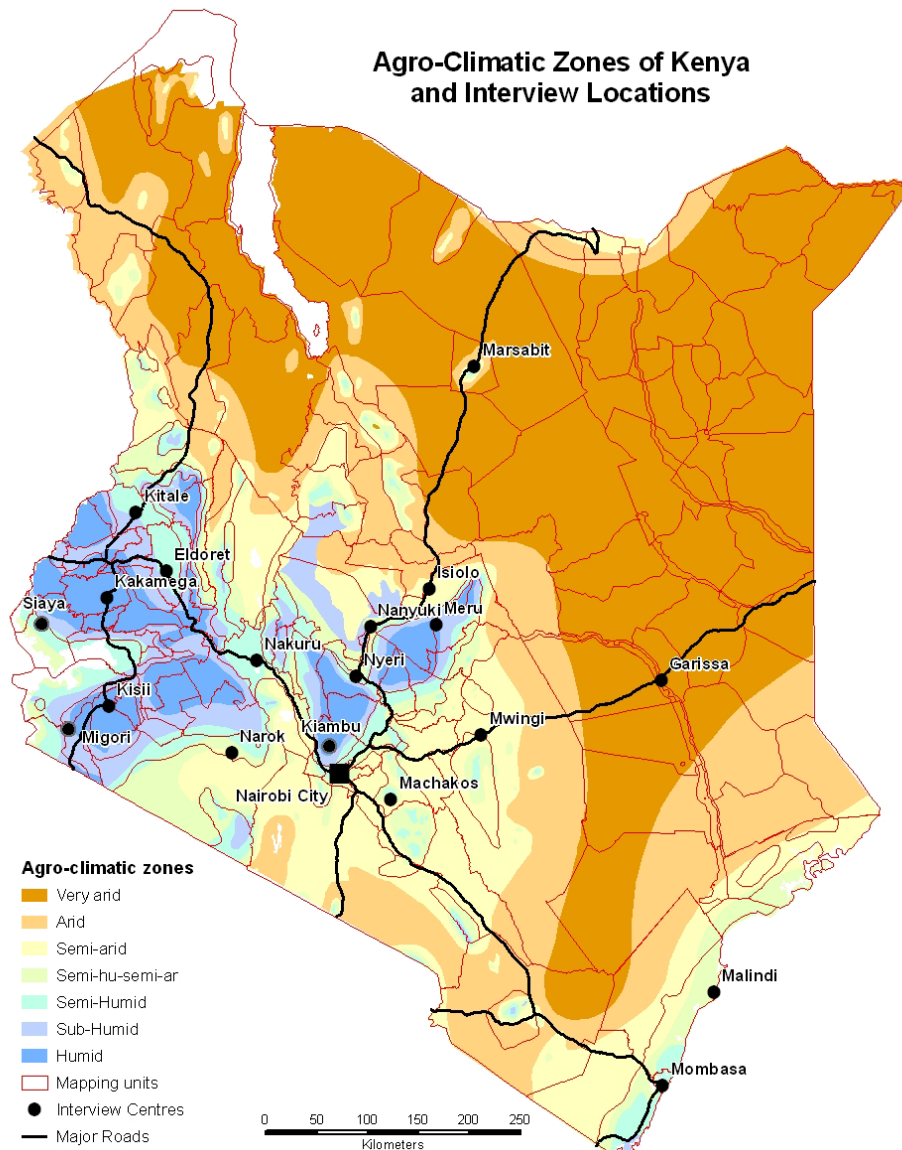 Agro-Climatic Zones of Kenya
and Interview Locations
Marsabit
Kitale
Eldoret
Kakamega
Isiolo
Siaya
Nanyuki
Meru
Nakuru
Nyeri
Garissa
Kisii
Mwingi
Kiambu
Migori
Narok
Machakos
Nairobi City
Agro-climatic zones
Very arid
Arid
Semi-arid
Semi-hu-semi-ar
Semi-Humid
Sub-Humid
Humid
Mapping units
Interview Centres
Major Roads
Malindi
Mombasa
0 50 100 150 200 250
Kilometers